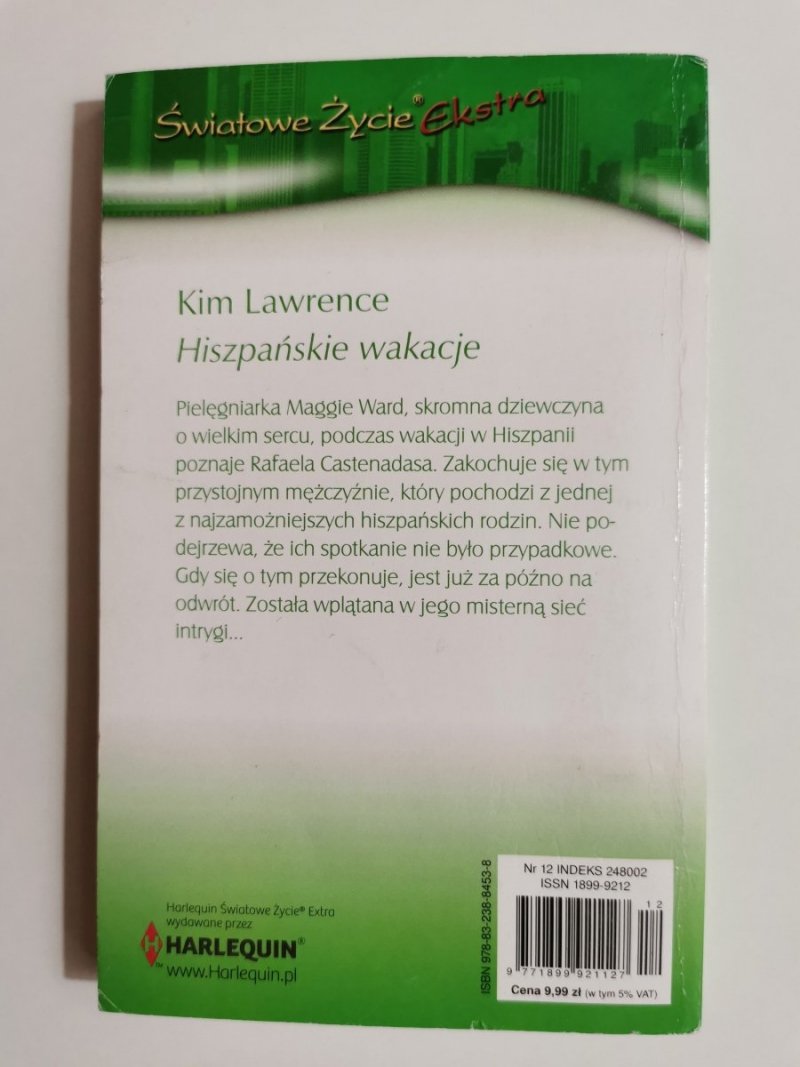 Światowe Życie® Ekstra
Kim Lawrence
Hiszpańskie wakacje
Pielęgniarka Maggie Ward, skromna dziewczyna
o wielkim sercu, podczas wakacji w Hiszpanii
poznaje Rafaela Castenadasa. Zakochuje się w tym
przystojnym mężczyźnie, który pochodzi z jednej
z najzamożniejszych hiszpańskich rodzin. Nie po-
dejrzewa, że ich spotkanie nie było przypadkowe.
Gdy się o tym przekonuje, jest już za późno na
odwrót. Została wplątana w jego misterną sieć
intrygi...
Harlequin Światowe Życie® Extra
wydawane przez
H HARLEQUIN®
™
www.Harlequin.pl
ISBN 978-83-238-8453-8
Nr 12 INDEKS 248002
ISSN 1899-9212
12
9 771899 921127
Cena 9,99 zł (w tym 5% VAT)